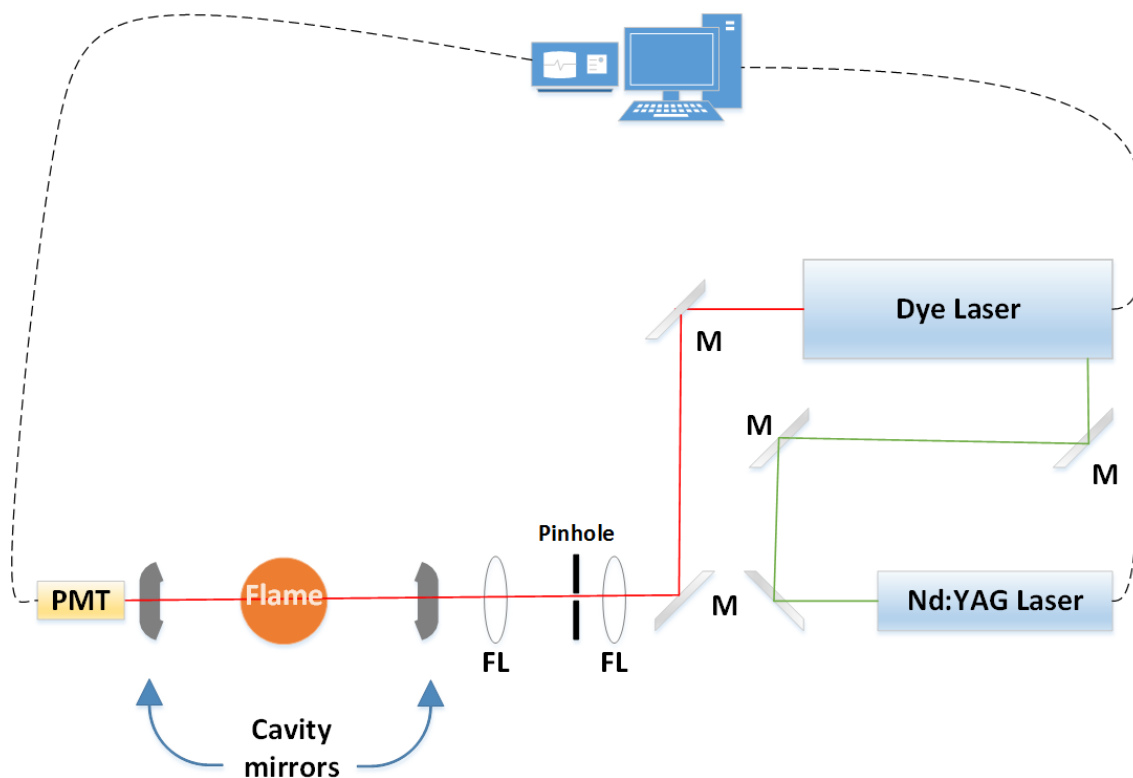 Dye Laser
M
M
M
Pinhole
PMT
Flame
M
Nd:YAG Laser
FL
FL
Cavity
mirrors